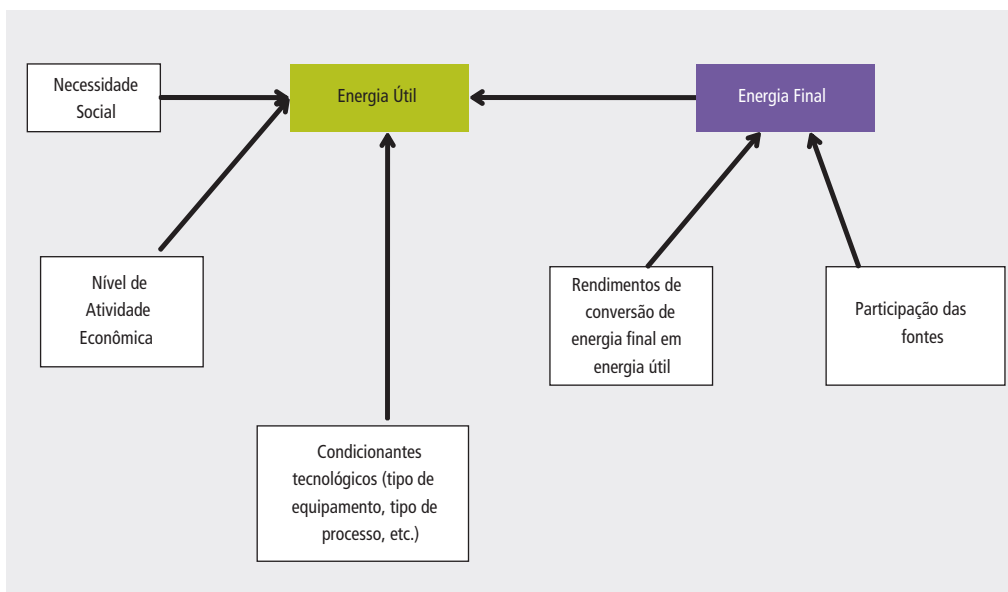 Necessidade
Social
Energia Útil
Energia Final
Nível de
Atividade
Econômica
Rendimentos de
conversão de
energia final em
energia útil
Participação das
fontes
Condicionantes
tecnológicos (tipo de
equipamento, tipo de
processo, etc.)